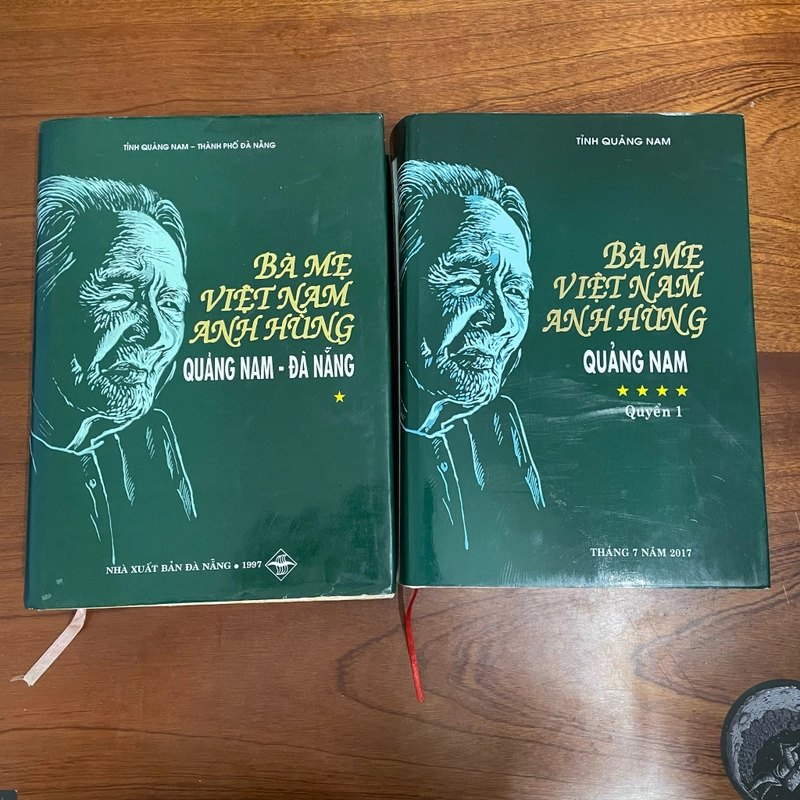 TỈNH QUẢNG NAM – THÀNH PHỐ ĐÀ NẴNG
BÀ MẸ
VIỆT NAM
ANH HÙNG
QUẢNG NAM - ĐÀ NẴNG
NHÀ XUẤT BẢN ĐÀ NẴNG • 1997
TỈNH QUẢNG NAM
BÀ MẸ
VIỆT NAM
ANH HÙNG
QUẢNG NAM
Quyển 1
THÁNG 7 NĂM 2017